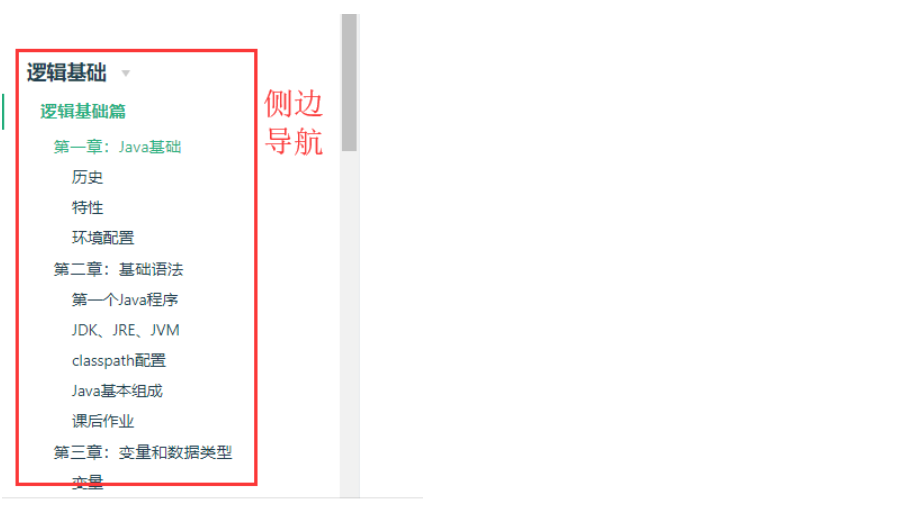 逻辑基础
逻辑基础篇
第一章：Java基础
历史
特性
环境配置
第二章：基础语法
第一个Java程序
JDK、JRE、JVM
classpath配置
Java基本组成
课后作业
第三章：变量和数据类型
变量
侧边
导航